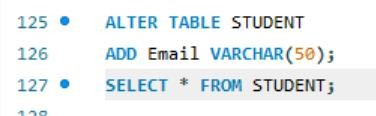 125 ALTER TABLE STUDENT
126 ADD Email VARCHAR(50);
127 SELECT * FROM STUDENT;